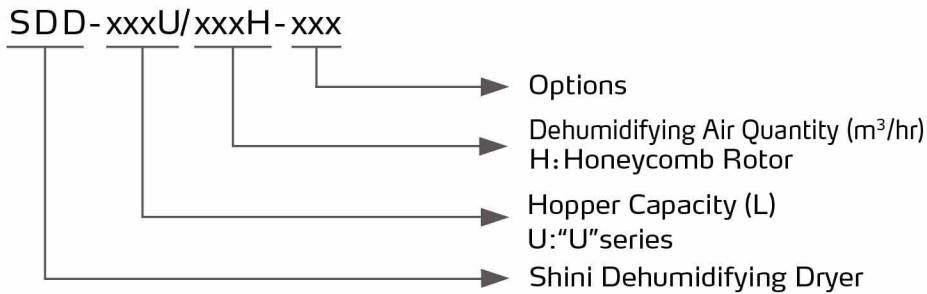 SDD-xxxU/xxxH-xxx
Options
Dehumidifying Air Quantity (m³/hr)
H:Honeycomb Rotor
Hopper Capacity (L)
U:“U”series
Shini Dehumidifying Dryer